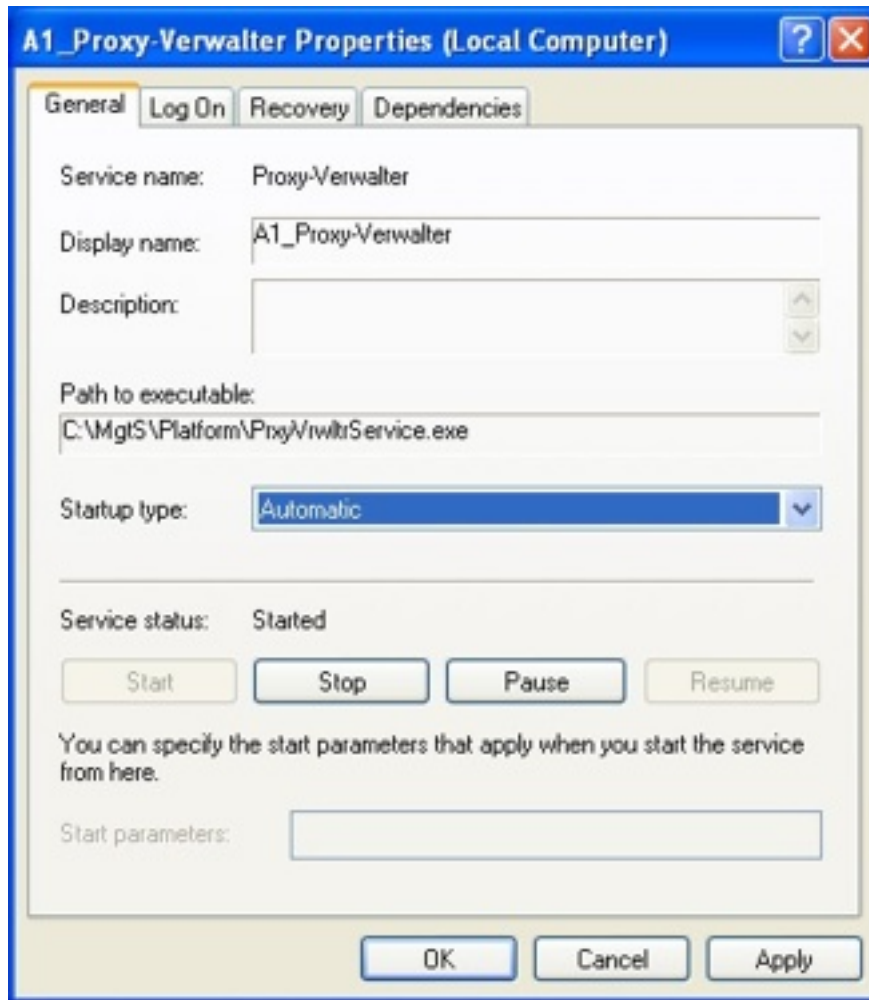 A1_Proxy-Verwalter Properties (Local Computer)
General Log On Recovery Dependencies
Service name: Proxy-Verwalter
Display name: A1_Proxy-Verwalter
Description:
Path to executable:
C:\MgtS\Platform\PrxyVrwltrService.exe
Startup type: Automatic
Service status: Started
Start Stop Pause Resume
You can specify the start parameters that apply when you start the service
from here.
Start parameters:
OK Cancel Apply